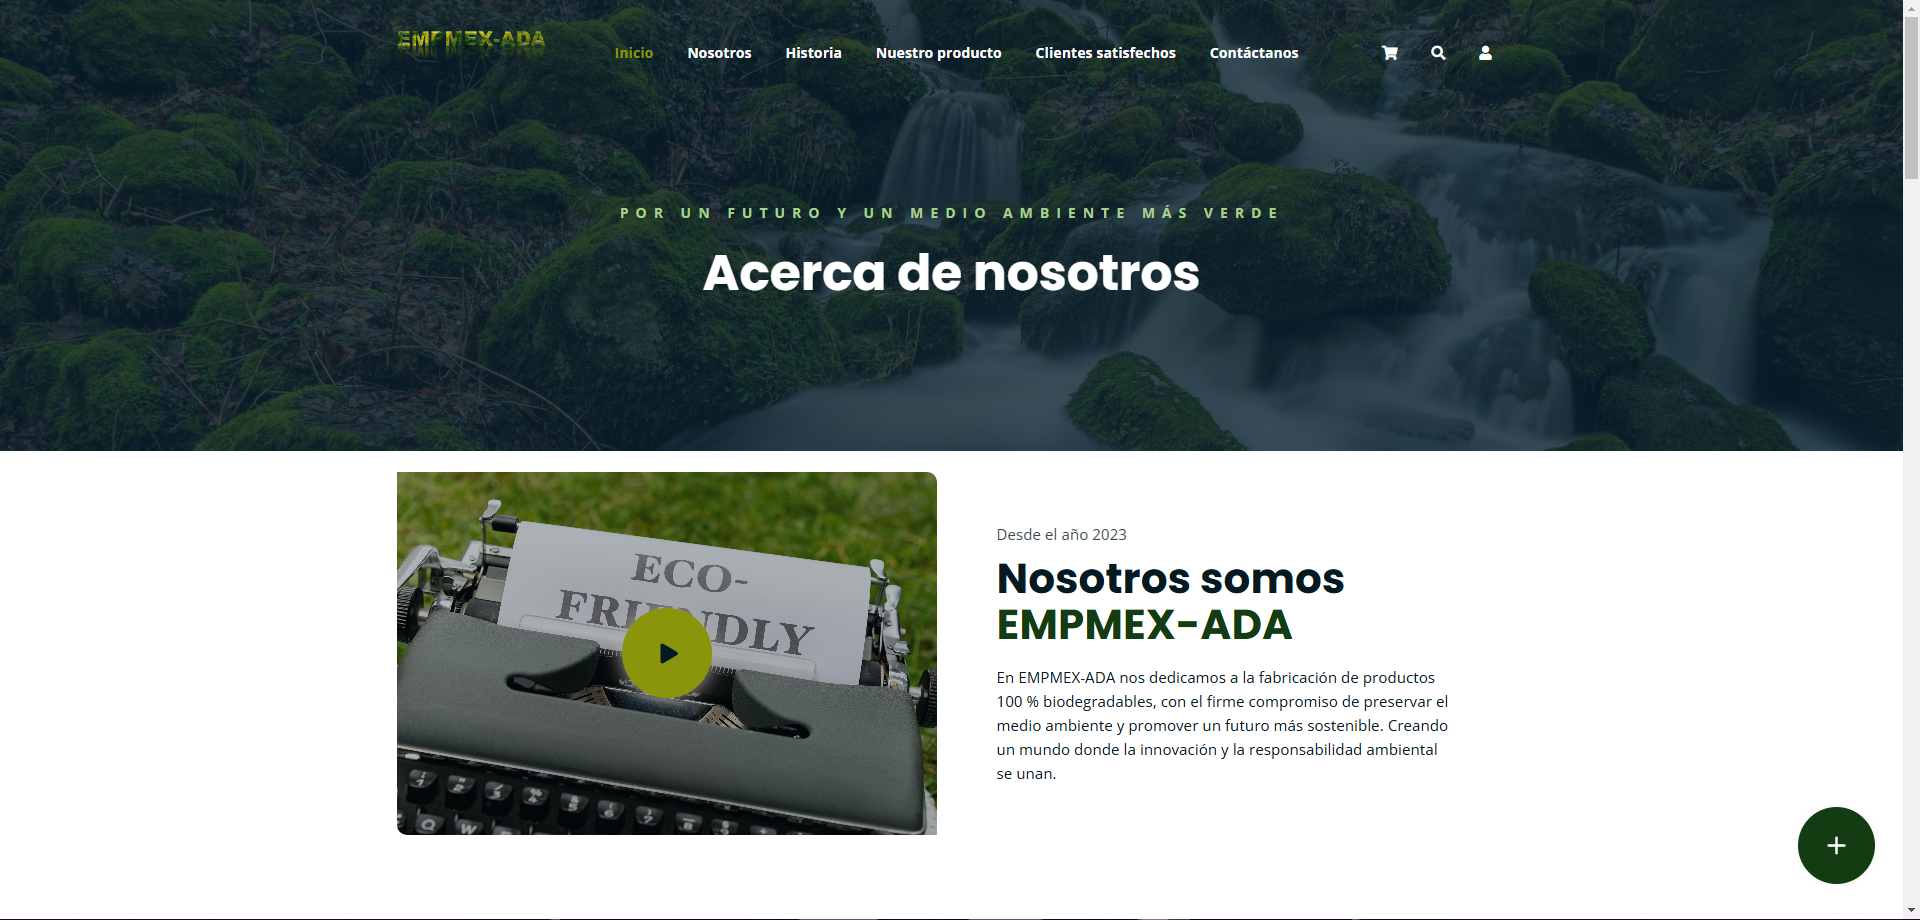 EMPMEX-ADA
Inicio Nosotros Historia Nuestro producto Clientes satisfechos Contáctanos
POR UN FUTURO Y UN MEDIO AMBIENTE MÁS VERDE
Acerca de nosotros
ECO-
FRIENDLY
Desde el año 2023
Nosotros somos
EMPMEX-ADA
En EMPMEX-ADA nos dedicamos a la fabricación de productos
100 % biodegradables, con el firme compromiso de preservar el
medio ambiente y promover un futuro más sostenible. Creando
un mundo donde la innovación y la responsabilidad ambiental
se unan.
Q W